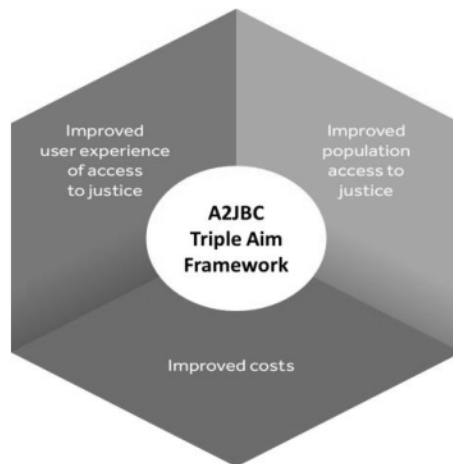 Improved
user experience
of access
to justice
Improved
population
access to
justice
A2JBC
Triple Aim
Framework
Improved costs